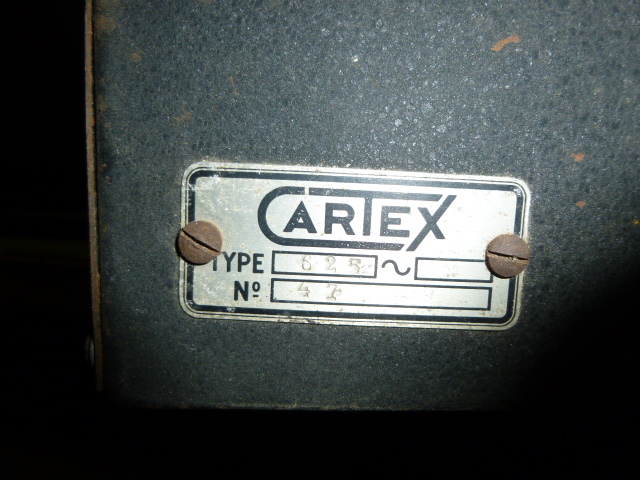 CARTEX
TYPE 625 ~
Nº 47